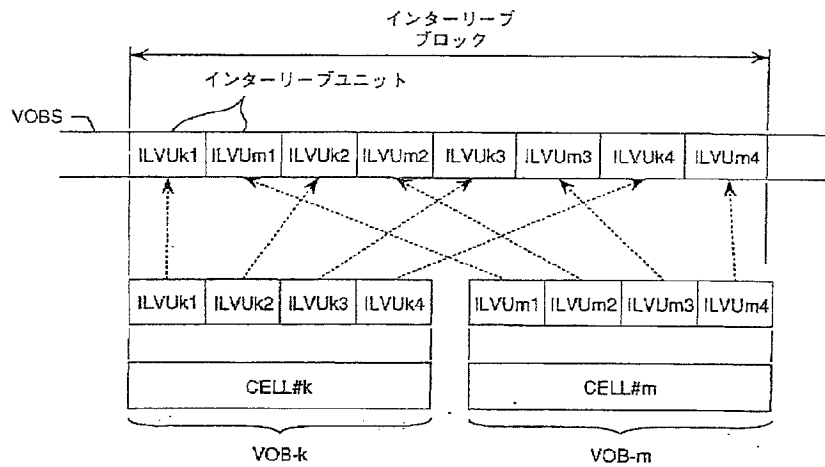 インターリーブ
ブロック
インターリーブユニット
VOBS
ILVUk1 ILVUm1 ILVUk2 ILVUm2 ILVUk3 ILVUm3 ILVUk4 ILVUm4
ILVUk1 ILVUk2 ILVUk3 ILVUk4 ILVUm1 ILVUm2 ILVUm3 ILVUm4
CELL#k CELL#m
VOB-k VOB-m